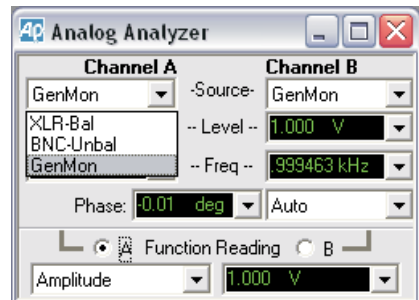 Ap Analog Analyzer
Channel A Channel B
GenMon -Source- GenMon
XLR-Bal
BNC-Unbal
GenMon
-- Level -- 1.000 V
-- Freq -- .999463 kHz
Phase: -0.01 deg Auto
A Function Reading B
Amplitude 1.000 V